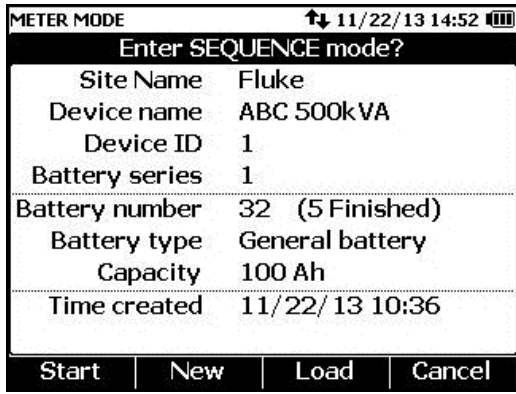 METER MODE 11/22/13 14:52
Enter SEQUENCE mode?
Site Name Fluke
Device name ABC 500kVA
Device ID 1
Battery series 1
Battery number 32 (5 Finished)
Battery type General battery
Capacity 100 Ah
Time created 11/22/13 10:36
Start New Load Cancel